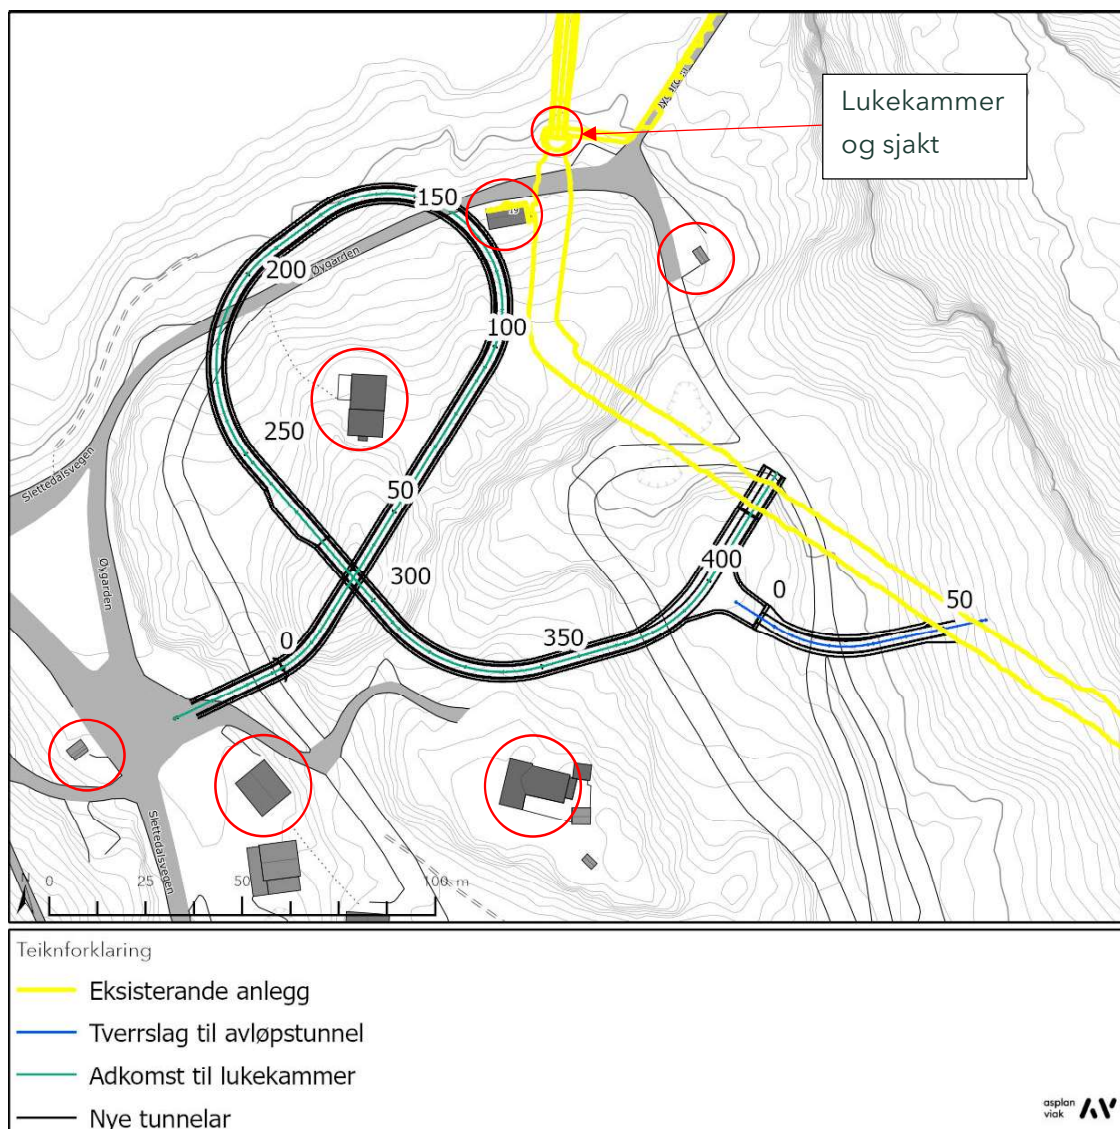 Lukekammer
og sjakt
150
200
Øygarden
100
250
50
Slettedalsvegen
Øygarden
300
400
0
50
350
0
Slettedalsvegen
N
0
25
50
100 m
Teiknforklaring
Eksisterande anlegg
Tverrslag til avløpstunnel
Adkomst til lukekammer
Nye tunnelar
asplan
viak